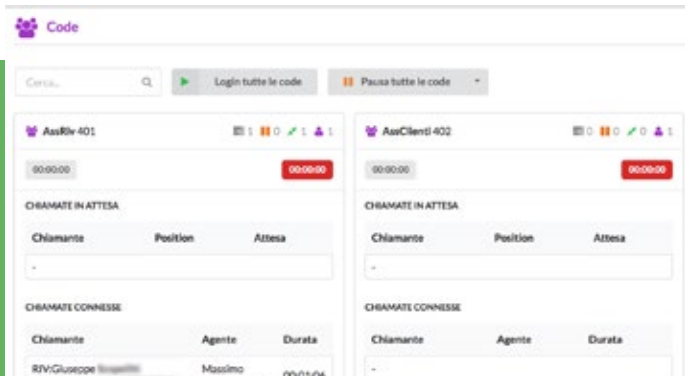 Code
Cerca...
Login tutte le code
Pausa tutte le code
AssRiv 401
1 0 1 1
00:00:00
00:00:00
CHIAMATE IN ATTESA
Chiamante Position Attesa
-
CHIAMATE CONNESSE
Chiamante Agente Durata
RIV:Giuseppe
Massimo
00:01:06
AssClienti 402
0 0 0 1
00:00:00
00:00:00
CHIAMATE IN ATTESA
Chiamante Position Attesa
-
CHIAMATE CONNESSE
Chiamante Agente Durata
-